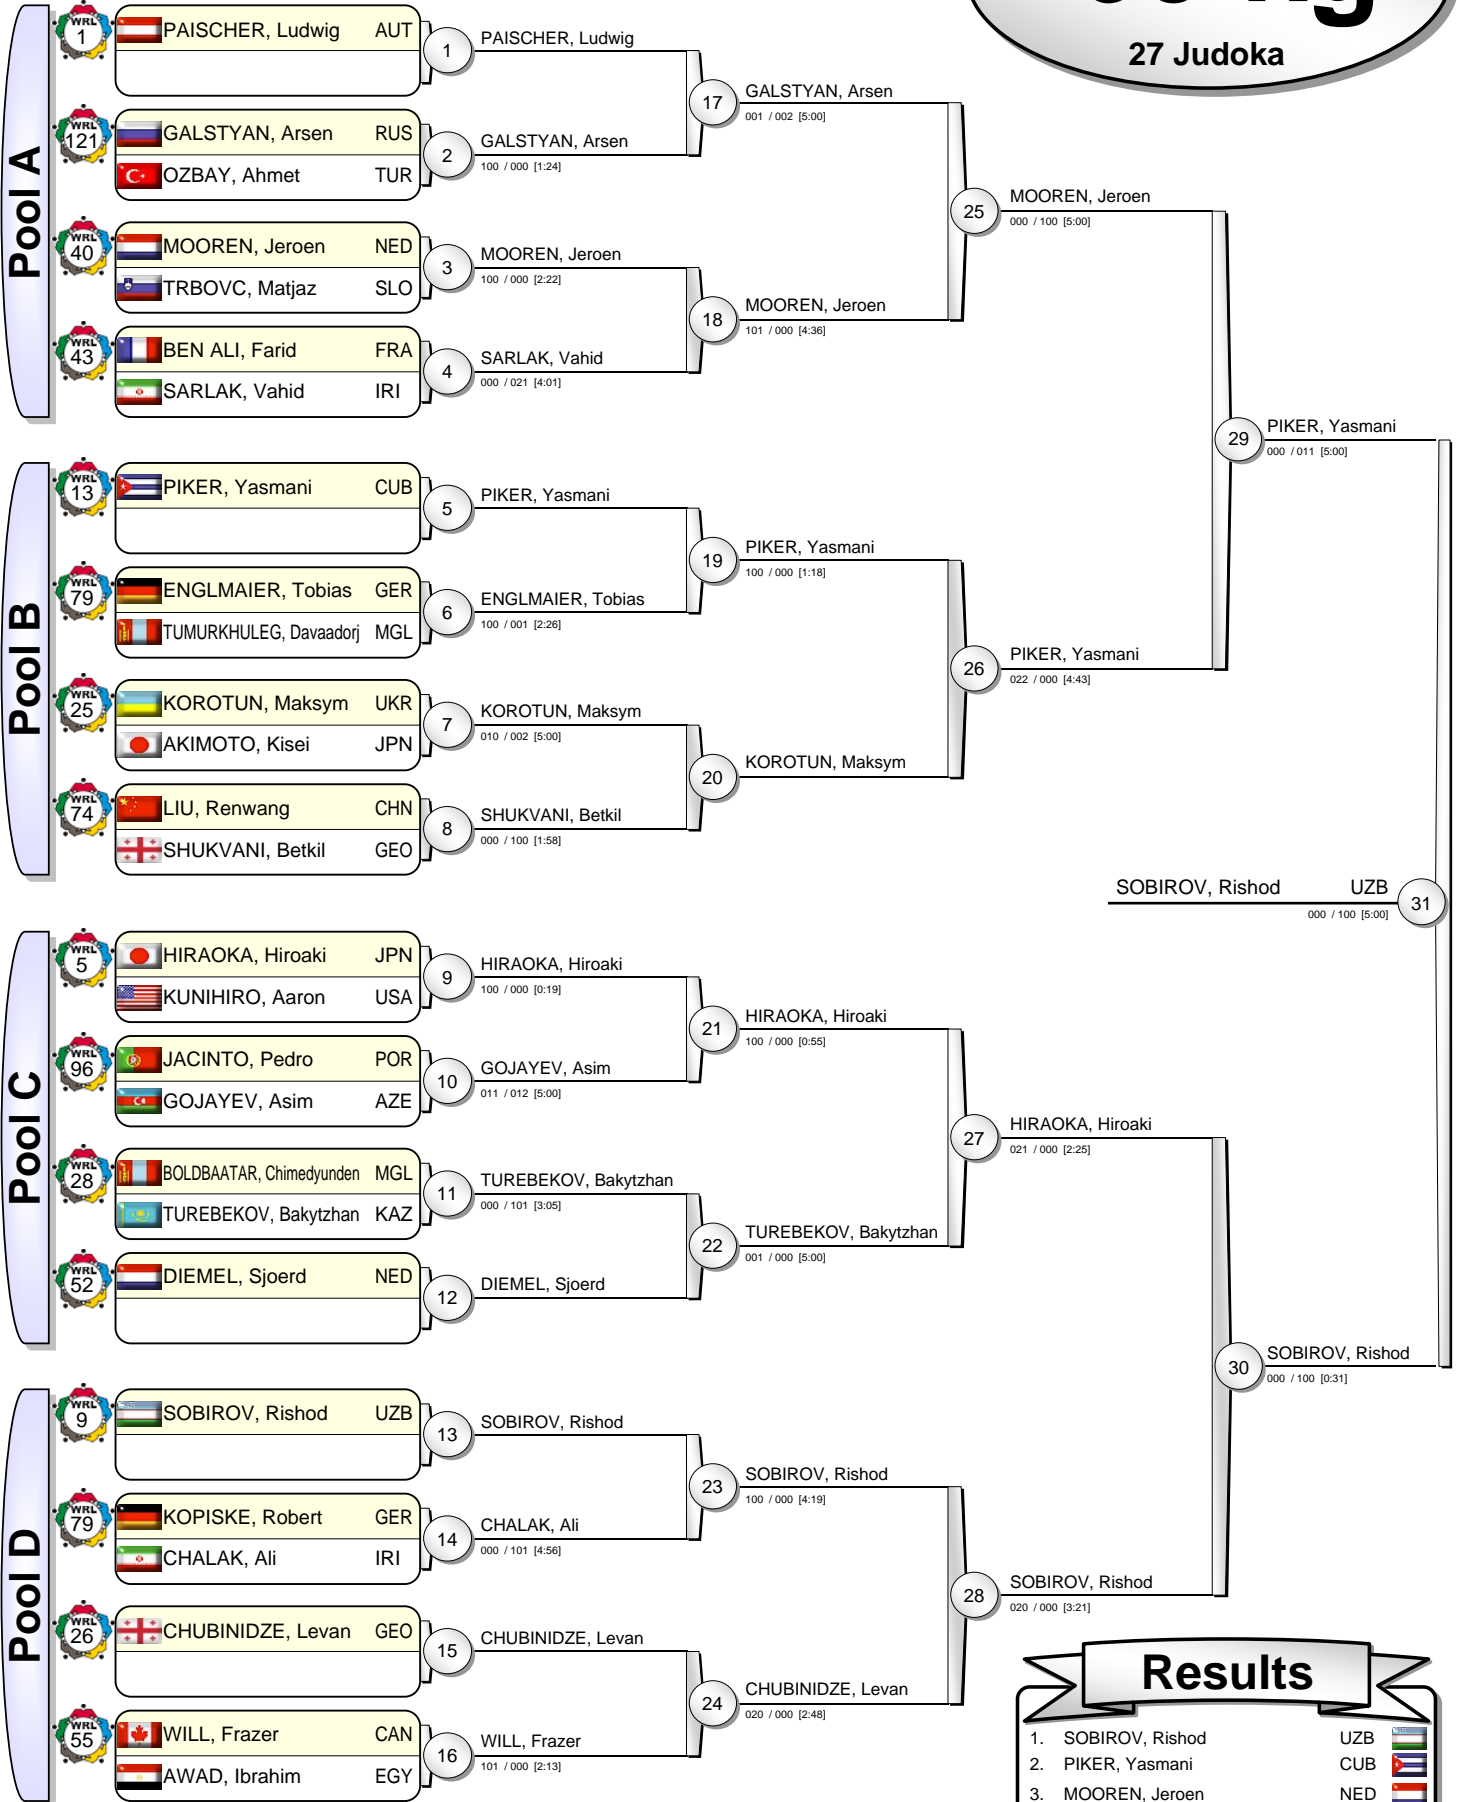 27 Judoka
Pool A
WRL 1
PAISCHER, Ludwig AUT
WRL 121
GALSTYAN, Arsen RUS
OZBAY, Ahmet TUR
WRL 40
MOOREN, Jeroen NED
TRBOVC, Matjaz SLO
WRL 43
BEN ALI, Farid FRA
SARLAK, Vahid IRI
1 PAISCHER, Ludwig
2 GALSTYAN, Arsen
100 / 000 [1:24]
3 MOOREN, Jeroen
100 / 000 [2:22]
4 SARLAK, Vahid
000 / 021 [4:01]
17 GALSTYAN, Arsen
001 / 002 [5:00]
18 MOOREN, Jeroen
101 / 000 [4:36]
25 MOOREN, Jeroen
000 / 100 [5:00]
Pool B
WRL 13
PIKER, Yasmani CUB
WRL 79
ENGLMAIER, Tobias GER
TUMURKHULEG, Davaadorj MGL
WRL 25
KOROTUN, Maksym UKR
AKIMOTO, Kisei JPN
WRL 74
LIU, Renwang CHN
SHUKVANI, Betkil GEO
5 PIKER, Yasmani
6 ENGLMAIER, Tobias
100 / 001 [2:26]
7 KOROTUN, Maksym
010 / 002 [5:00]
8 SHUKVANI, Betkil
000 / 100 [1:58]
19 PIKER, Yasmani
100 / 000 [1:18]
20 KOROTUN, Maksym
26 PIKER, Yasmani
022 / 000 [4:43]
29 PIKER, Yasmani
000 / 011 [5:00]
SOBIROV, Rishod UZB 31
000 / 100 [5:00]
Pool C
WRL 5
HIRAOKA, Hiroaki JPN
KUNIHIRO, Aaron USA
WRL 96
JACINTO, Pedro POR
GOJAYEV, Asim AZE
WRL 28
BOLDBAATAR, Chimedyunden MGL
TUREBEKOV, Bakytzhan KAZ
WRL 52
DIEMEL, Sjoerd NED
9 HIRAOKA, Hiroaki
100 / 000 [0:19]
10 GOJAYEV, Asim
011 / 012 [5:00]
11 TUREBEKOV, Bakytzhan
000 / 101 [3:05]
12 DIEMEL, Sjoerd
21 HIRAOKA, Hiroaki
100 / 000 [0:55]
22 TUREBEKOV, Bakytzhan
001 / 000 [5:00]
27 HIRAOKA, Hiroaki
021 / 000 [2:25]
30 SOBIROV, Rishod
000 / 100 [0:31]
Pool D
WRL 9
SOBIROV, Rishod UZB
WRL 79
KOPISKE, Robert GER
CHALAK, Ali IRI
WRL 26
CHUBINIDZE, Levan GEO
WRL 55
WILL, Frazer CAN
AWAD, Ibrahim EGY
13 SOBIROV, Rishod
14 CHALAK, Ali
000 / 101 [4:56]
15 CHUBINIDZE, Levan
16 WILL, Frazer
101 / 000 [2:13]
23 SOBIROV, Rishod
100 / 000 [4:19]
24 CHUBINIDZE, Levan
020 / 000 [2:48]
28 SOBIROV, Rishod
020 / 000 [3:21]
Results
1. SOBIROV, Rishod UZB
2. PIKER, Yasmani CUB
3. MOOREN, Jeroen NED